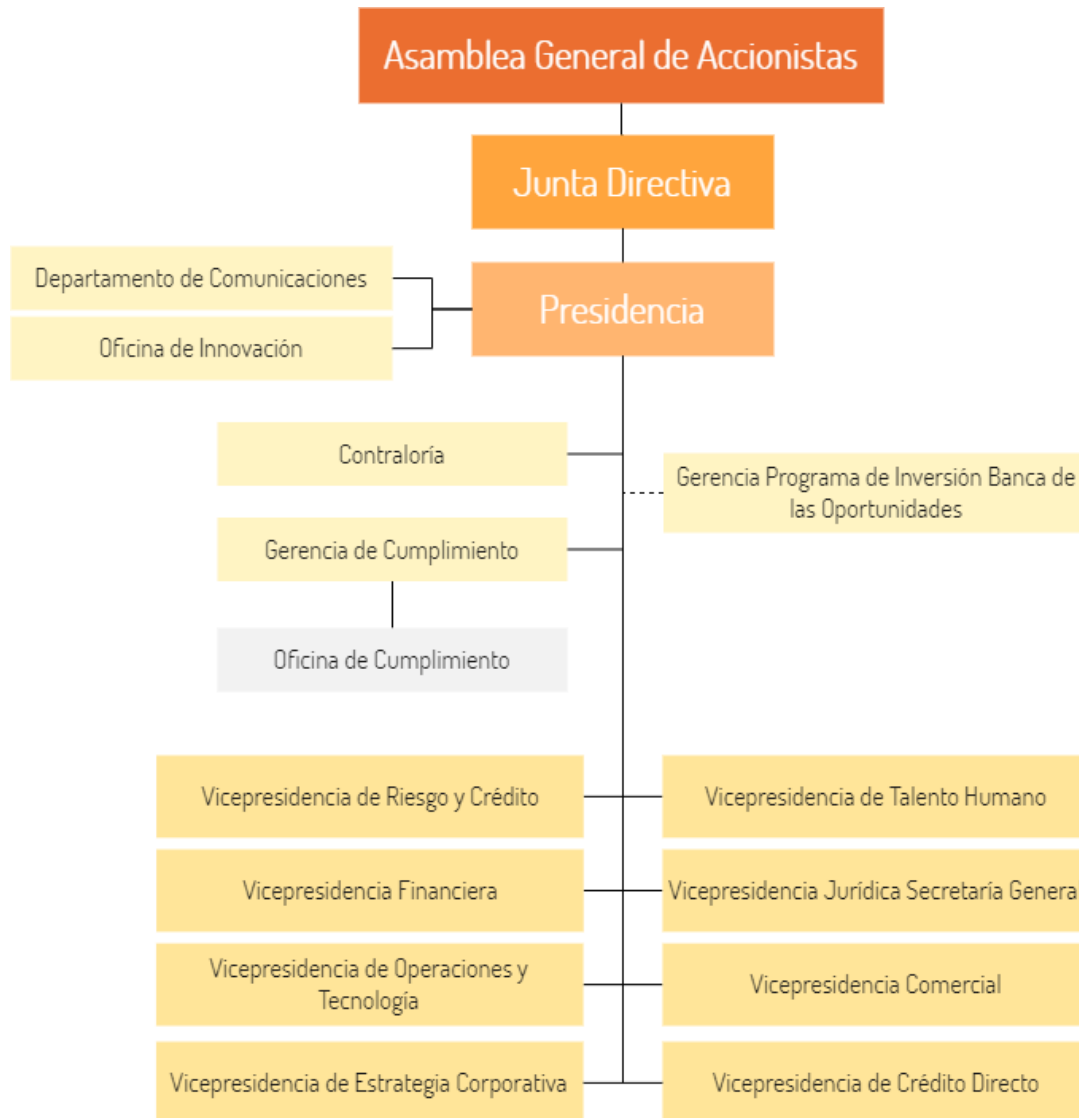 Asamblea General de Accionistas
Junta Directiva
Departamento de Comunicaciones
Presidencia
Oficina de Innovación
Contraloría
Gerencia Programa de Inversión Banca de
las Oportunidades
Gerencia de Cumplimiento
Oficina de Cumplimiento
Vicepresidencia de Riesgo y Crédito
Vicepresidencia de Talento Humano
Vicepresidencia Financiera
Vicepresidencia Jurídica Secretaría Genera
Vicepresidencia de Operaciones y
Tecnología
Vicepresidencia Comercial
Vicepresidencia de Estrategia Corporativa
Vicepresidencia de Crédito Directo